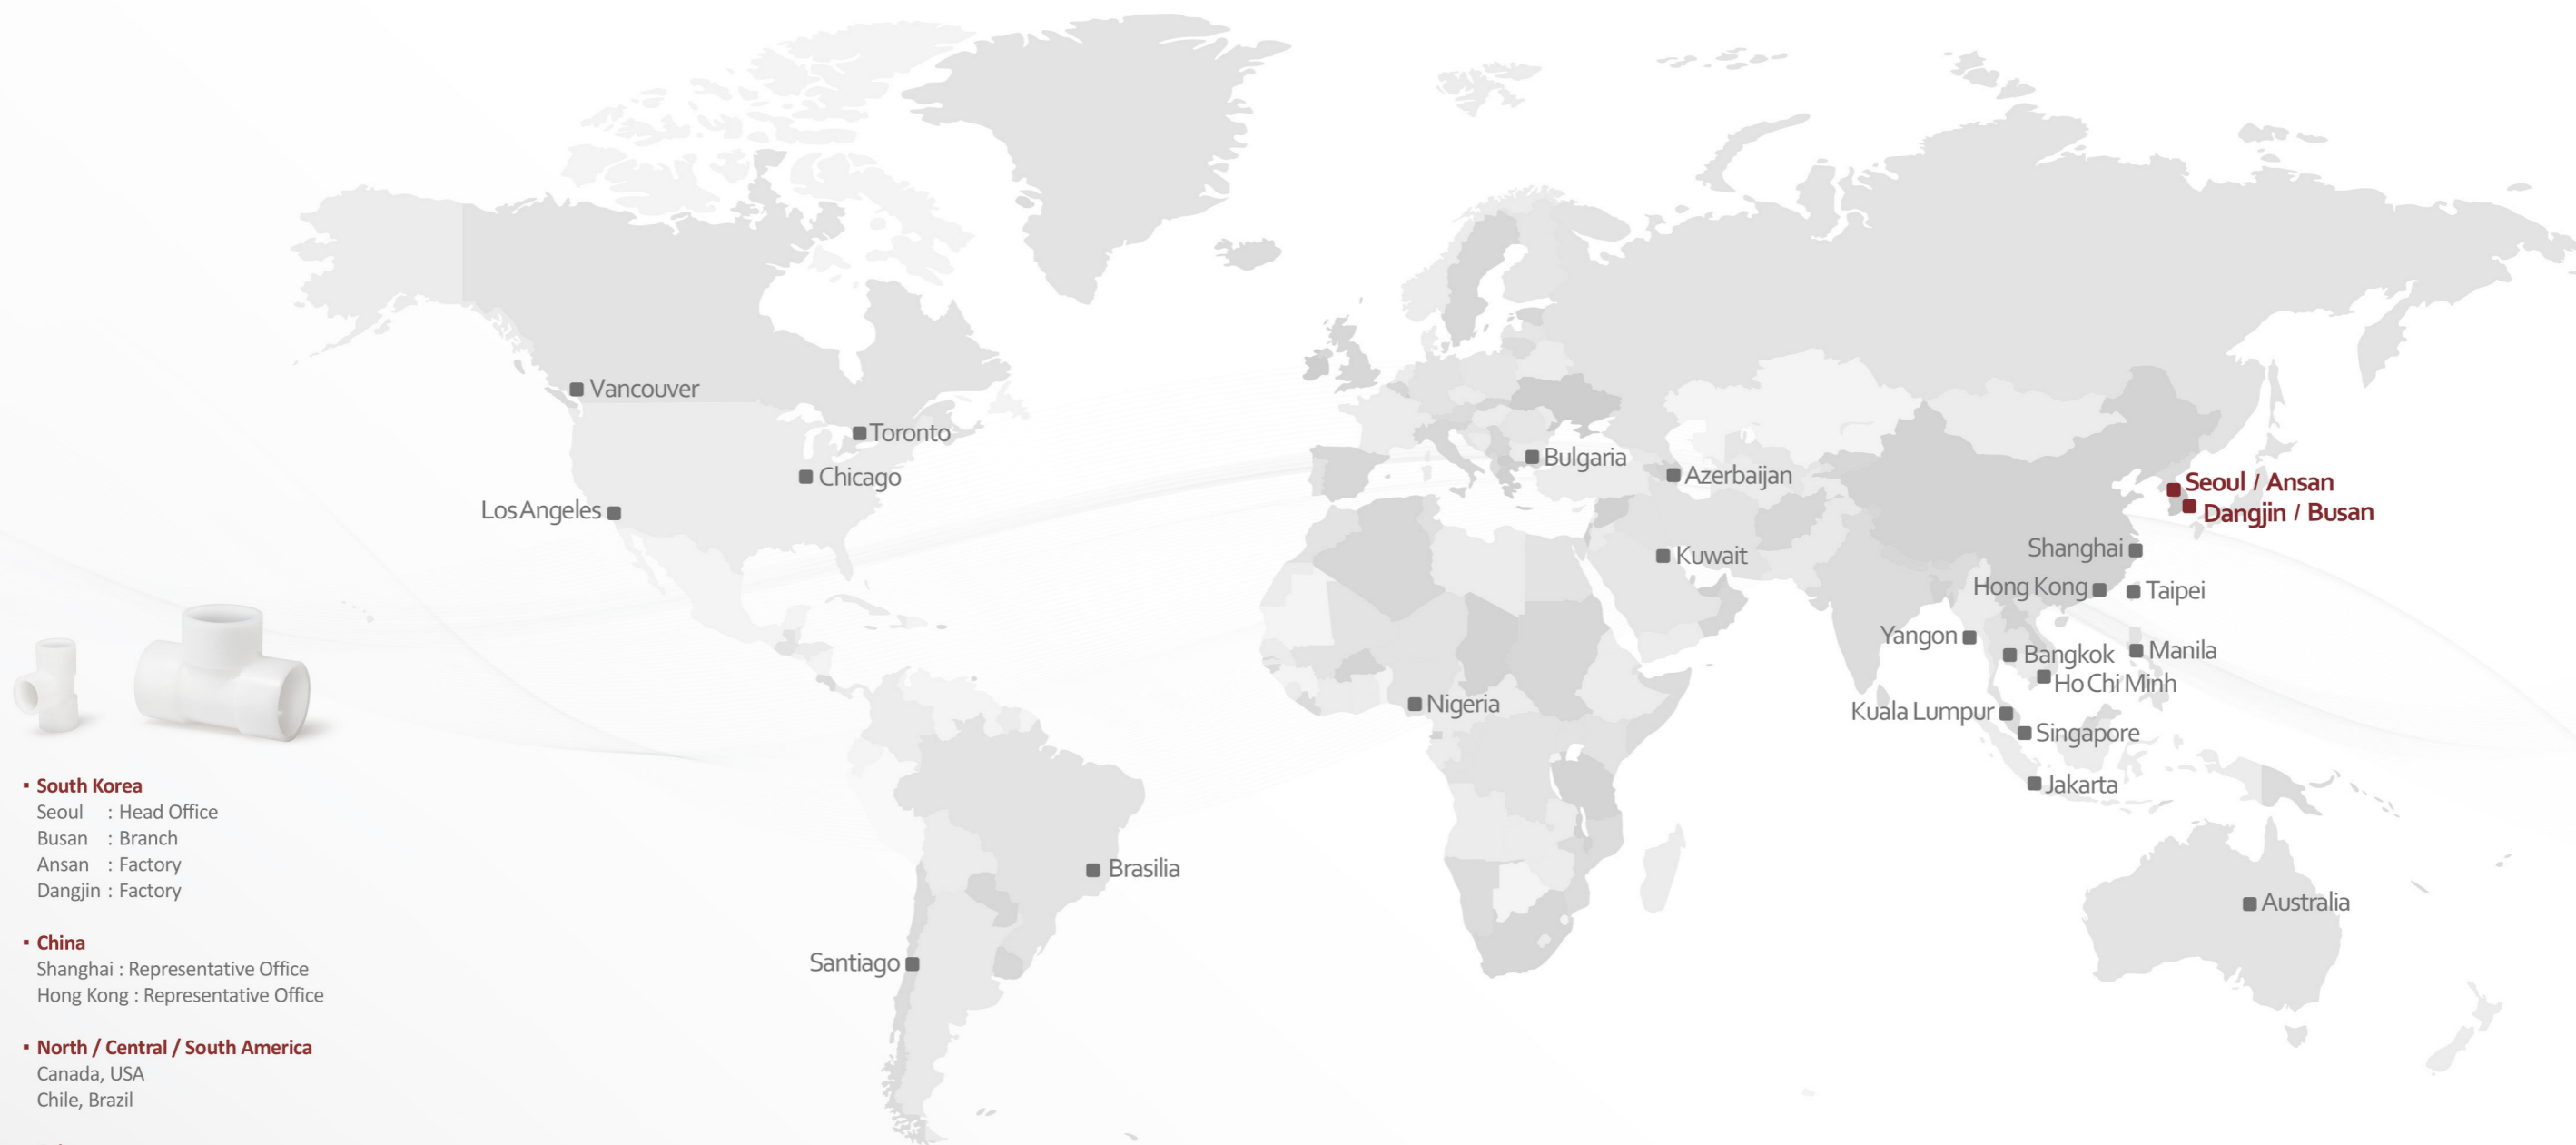 Vancouver
Toronto
Chicago
Los Angeles
Bulgaria
Azerbaijan
Seoul / Ansan
Dangjin / Busan
Kuwait
Shanghai
Hong Kong
Taipei
Yangon
Bangkok
Manila
Ho Chi Minh
Nigeria
Kuala Lumpur
Singapore
Jakarta
Brasilia
Australia
Santiago
▪ South Korea
Seoul : Head Office
Busan : Branch
Ansan : Factory
Dangjin : Factory
▪ China
Shanghai : Representative Office
Hong Kong : Representative Office
▪ North / Central / South America
Canada, USA
Chile, Brazil